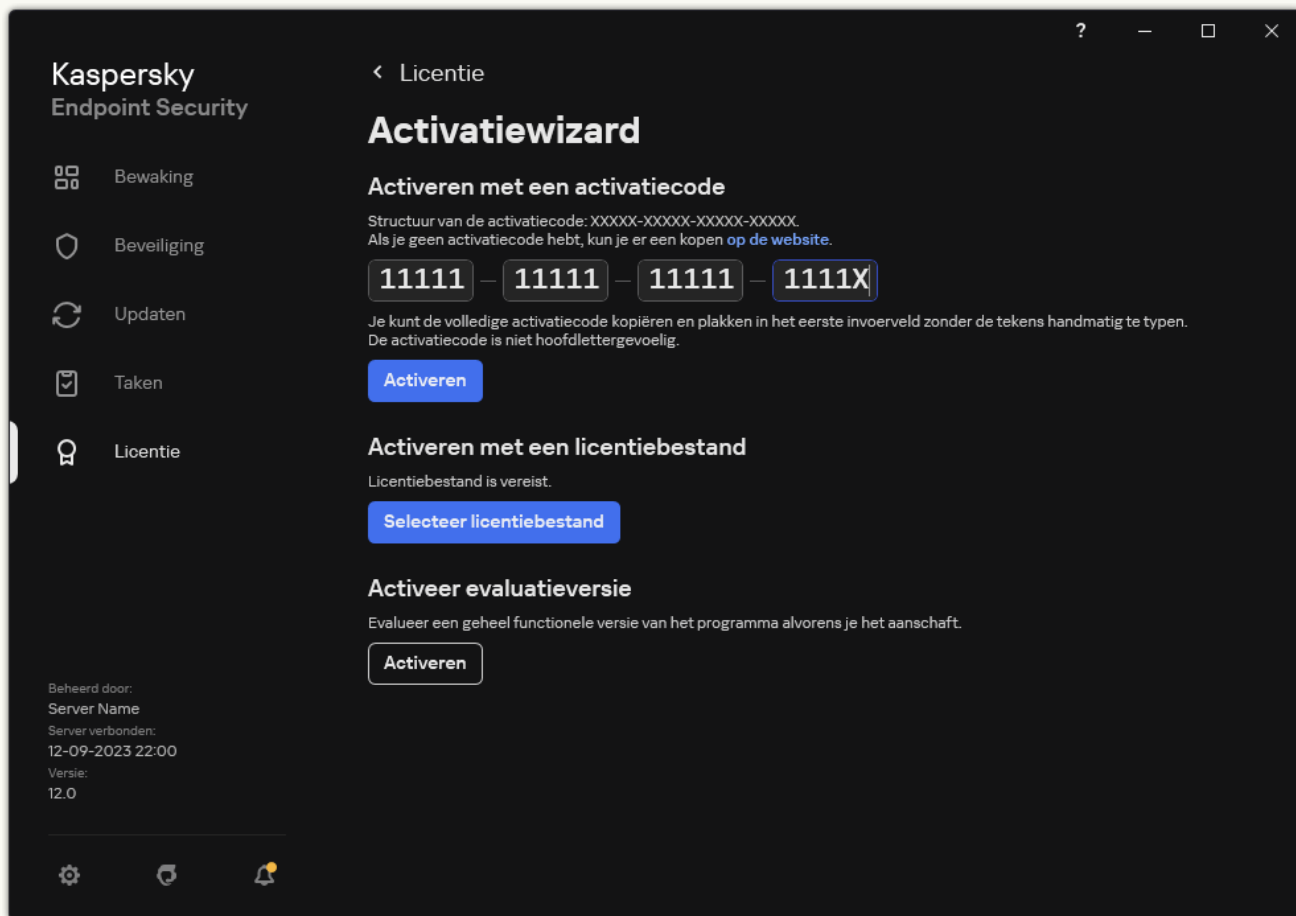 ?
Kaspersky
Endpoint Security
Bewaking
Beveiliging
Updaten
Taken
Licentie
Beheerd door:
Server Name
Server verbonden:
12-09-2023 22:00
Versie:
12.0
Licentie
Activatiewizard
Activeren met een activatiecode
Structuur van de activatiecode: XXXXX-XXXXX-XXXXX-XXXXX.
Als je geen activatiecode hebt, kun je er een kopen op de website.
11111 – 11111 – 11111 – 1111X
Je kunt de volledige activatiecode kopiëren en plakken in het eerste invoerveld zonder de tekens handmatig te typen.
De activatiecode is niet hoofdlettergevoelig.
Activeren
Activeren met een licentiebestand
Licentiebestand is vereist.
Selecteer licentiebestand
Activeer evaluatieversie
Evalueer een geheel functionele versie van het programma alvorens je het aanschaft.
Activeren